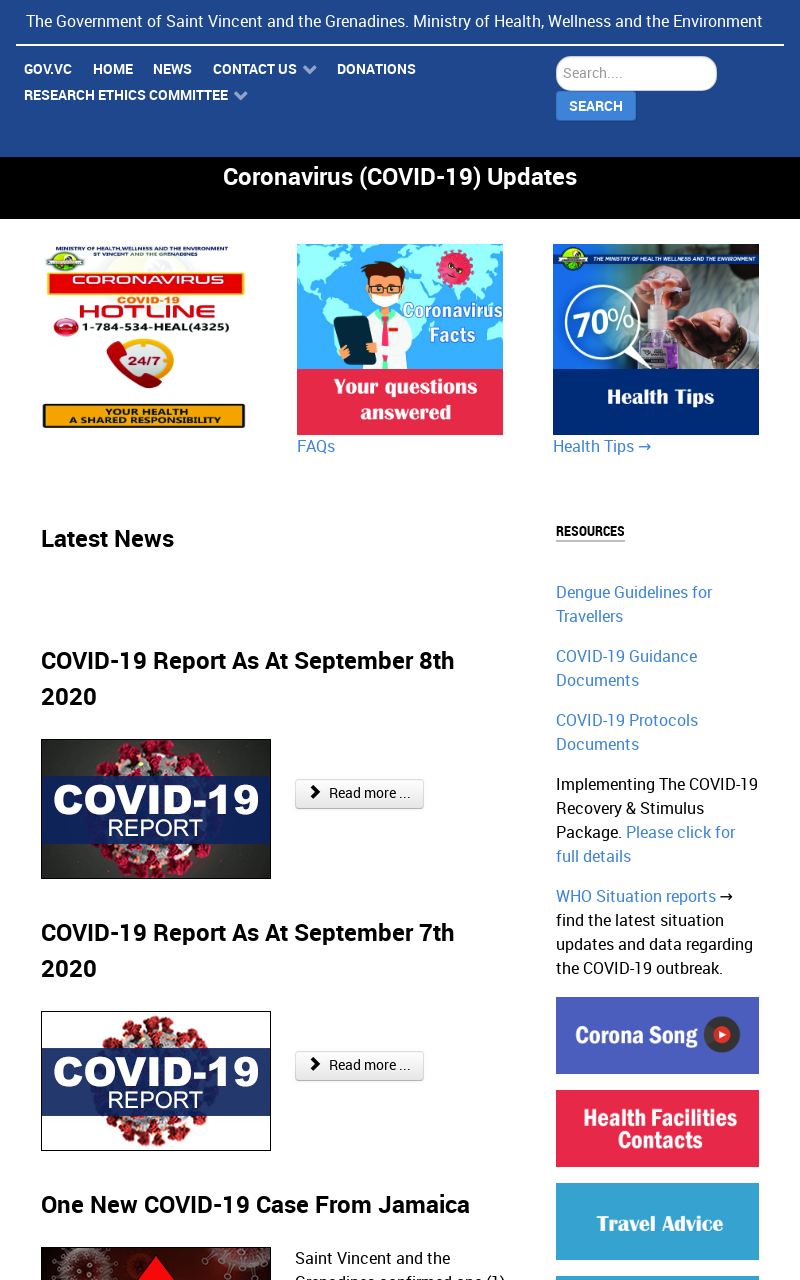 The Government of Saint Vincent and the Grenadines. Ministry of Health, Wellness and the Environment
GOV.VC HOME NEWS CONTACT US DONATIONS
RESEARCH ETHICS COMMITTEE
Search....
SEARCH
Coronavirus (COVID-19) Updates
MINISTRY OF HEALTH,WELLNESS AND THE ENVIRONMENT
ST VINCENT AND THE GRENADINES
CORONAVIRUS
COVID-19
HOTLINE
1-784-534-HEAL(4325)
24/7
YOUR HEALTH
A SHARED RESPONSIBILITY
Coronavirus
Facts
Your questions
answered
FAQs
THE MINISTRY OF HEALTH WELLNESS AND THE ENVIRONMENT
70%
Health Tips
Health Tips →
Latest News
COVID-19 Report As At September 8th
2020
COVID-19
REPORT
Read more ...
COVID-19 Report As At September 7th
2020
COVID-19
REPORT
Read more ...
One New COVID-19 Case From Jamaica
Saint Vincent and the
Grenadines confirmed one (1)
RESOURCES
Dengue Guidelines for
Travellers
COVID-19 Guidance
Documents
COVID-19 Protocols
Documents
Implementing The COVID-19
Recovery & Stimulus
Package. Please click for
full details
WHO Situation reports →
find the latest situation
updates and data regarding
the COVID-19 outbreak.
Corona Song
Health Facilities
Contacts
Travel Advice